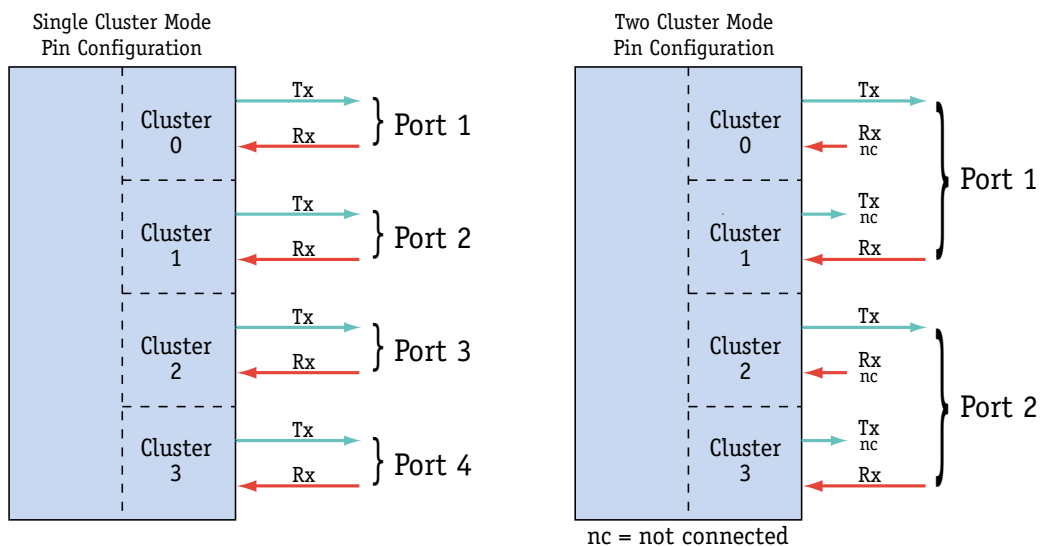 Single Cluster Mode
Pin Configuration
Cluster
0
Tx
Rx
Port 1
Cluster
1
Tx
Rx
Port 2
Cluster
2
Tx
Rx
Port 3
Cluster
3
Tx
Rx
Port 4
Two Cluster Mode
Pin Configuration
Cluster
0
Tx
Rx
nc
Cluster
1
Tx
nc
Rx
Port 1
Cluster
2
Tx
Rx
nc
Cluster
3
Tx
nc
Rx
Port 2
nc = not connected